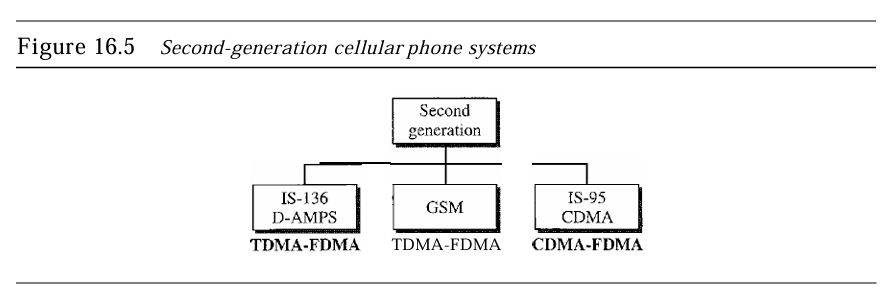 Figure 16.5 Second-generation cellular phone systems
Second
generation
IS-136
D-AMPS
GSM
IS-95
CDMA
TDMA-FDMA
TDMA-FDMA
CDMA-FDMA